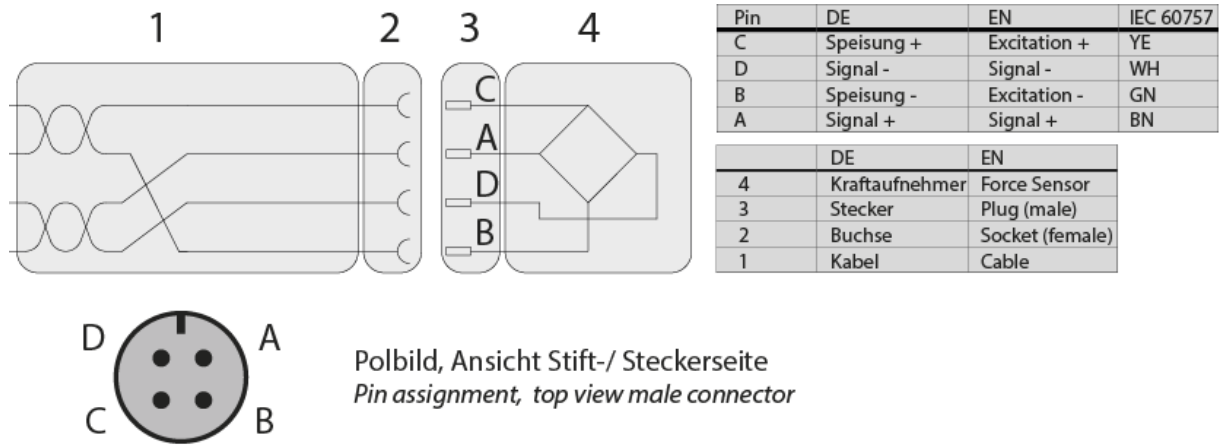 1 2 3 4
C
A
D
B
Pin DE EN IEC 60757
C Speisung + Excitation + YE
D Signal - Signal - WH
B Speisung - Excitation - GN
A Signal + Signal + BN
DE EN
4 Kraftaufnehmer Force Sensor
3 Stecker Plug (male)
2 Buchse Socket (female)
1 Kabel Cable
D A
C B
Polbild, Ansicht Stift-/ Steckerseite
Pin assignment, top view male connector